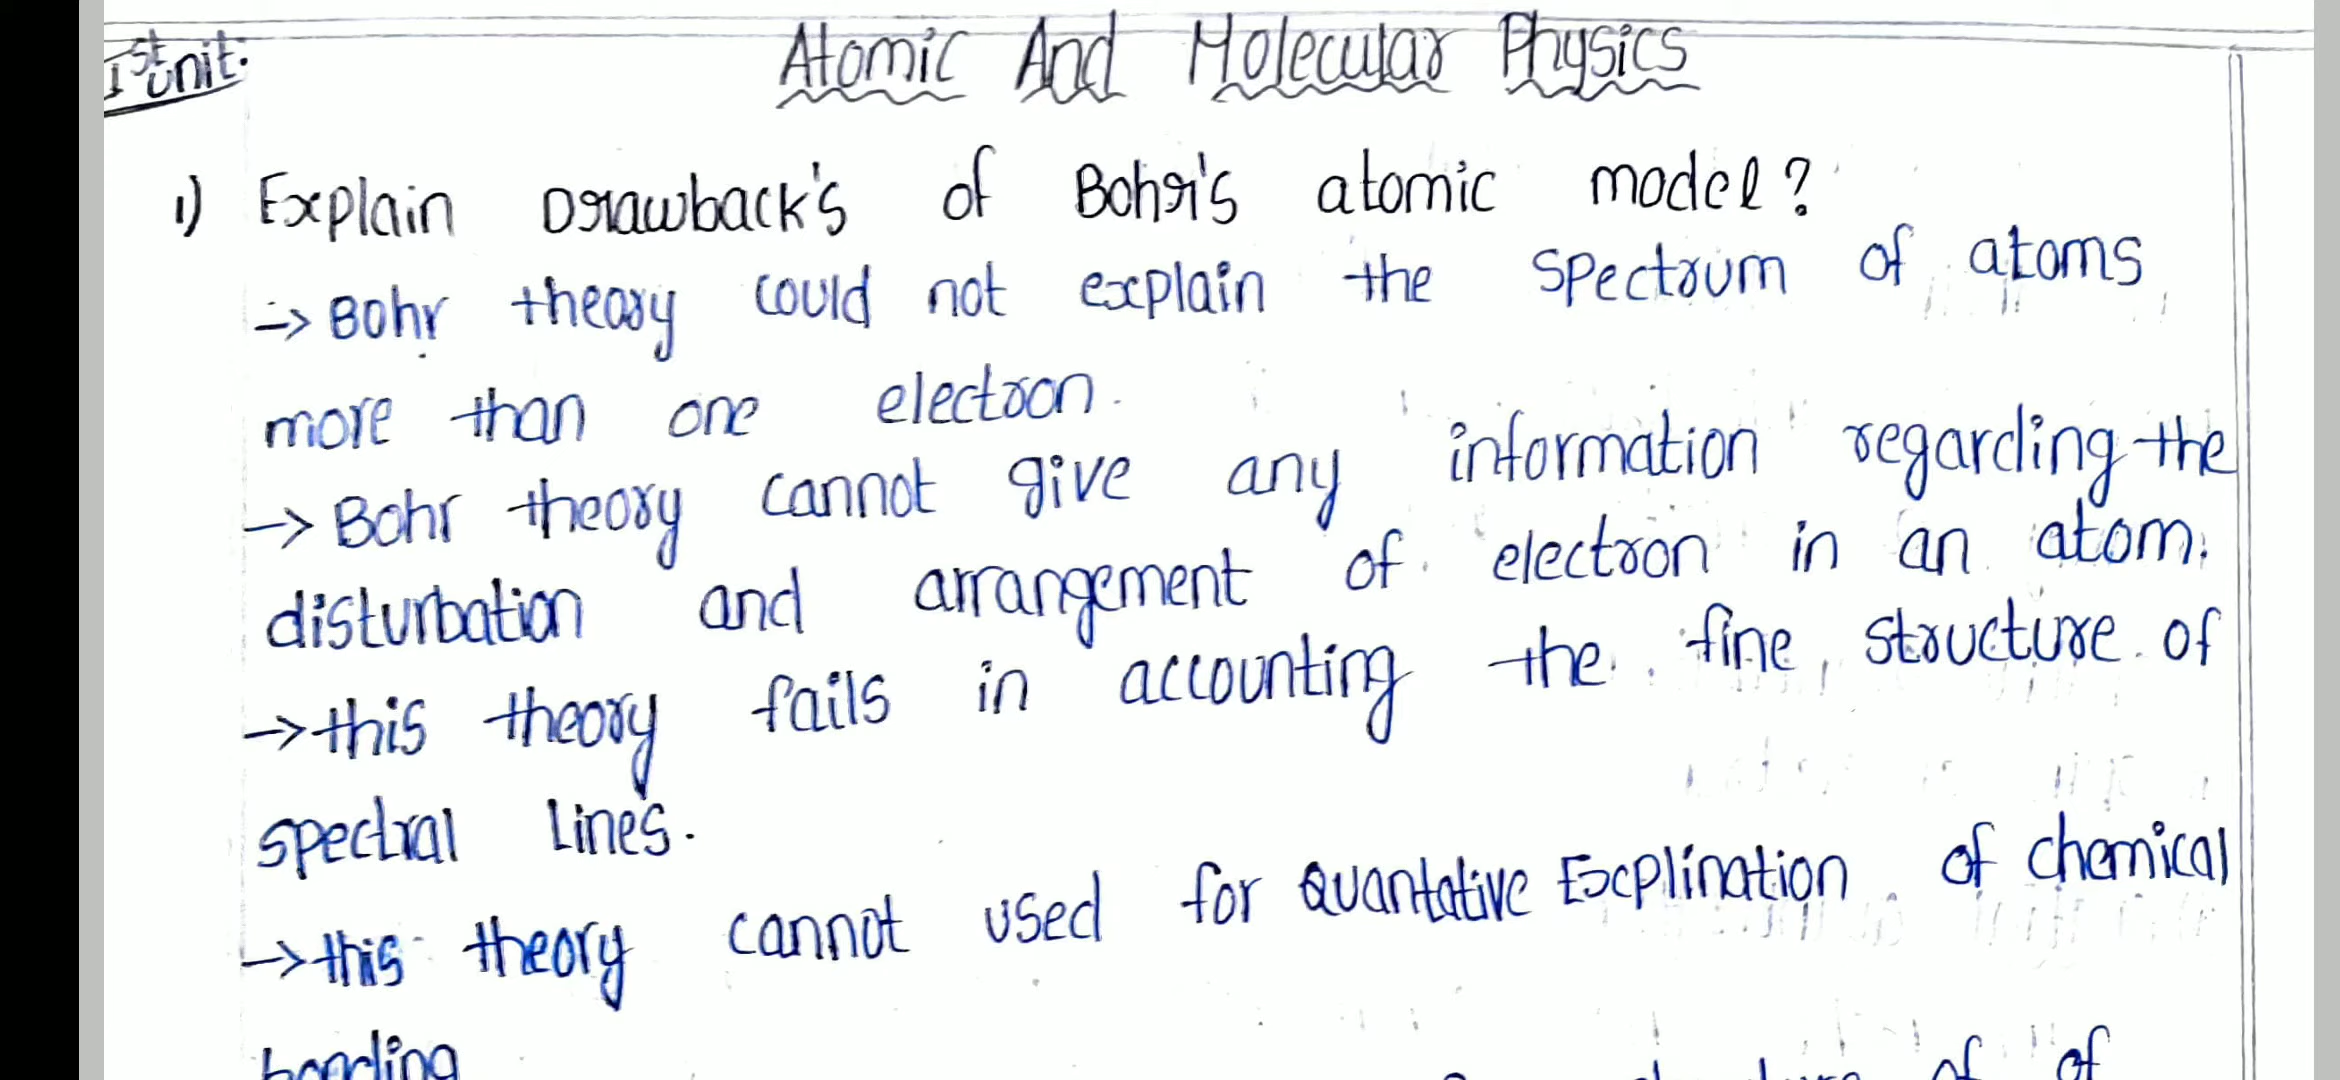 Ist unit.
Atomic And Molecular Physics
1) Explain Drawback's of Bohr's atomic model?
-> Bohr theory could not explain the spectrum of atoms
more than one electron.
-> Bohr theory cannot give any information regarding the
disturbation and arrangement of electron in an atom.
-> this theory fails in accounting the fine structure of
spectral Lines.
-> this theory cannot used for Quantative Explination of chemical
bonding
of of